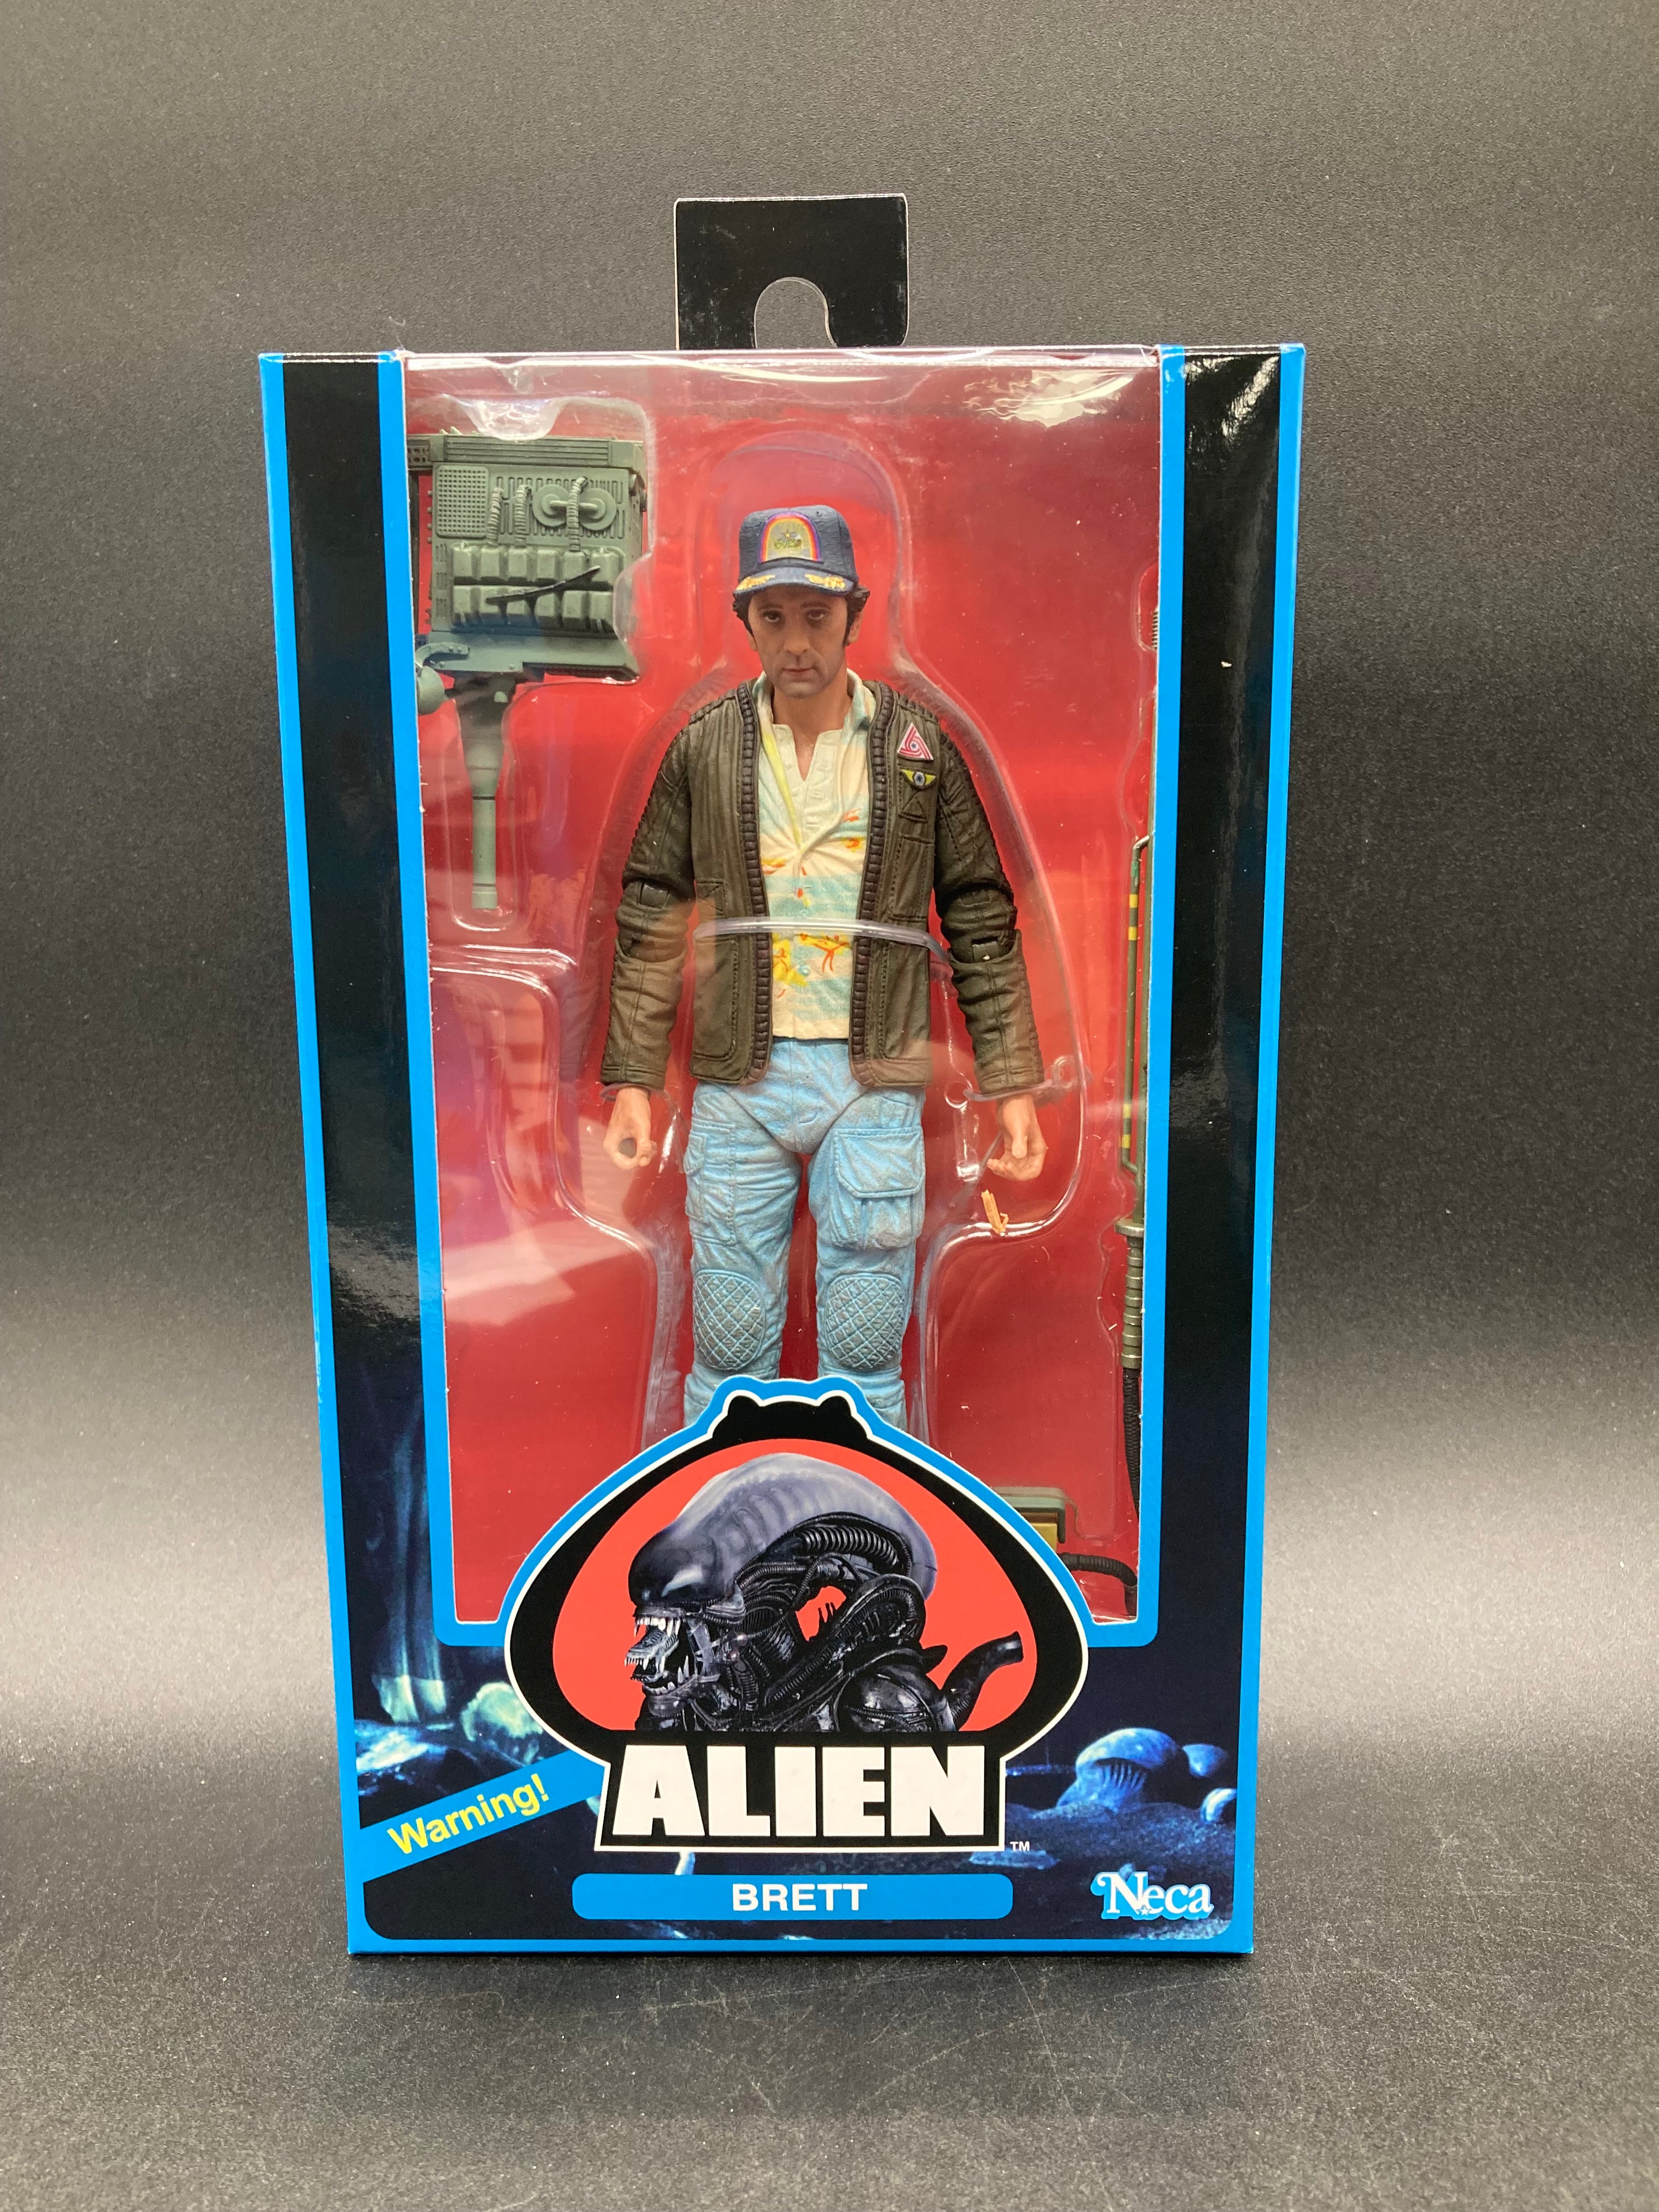 Warning!
ALIEN
TM
BRETT
Neca